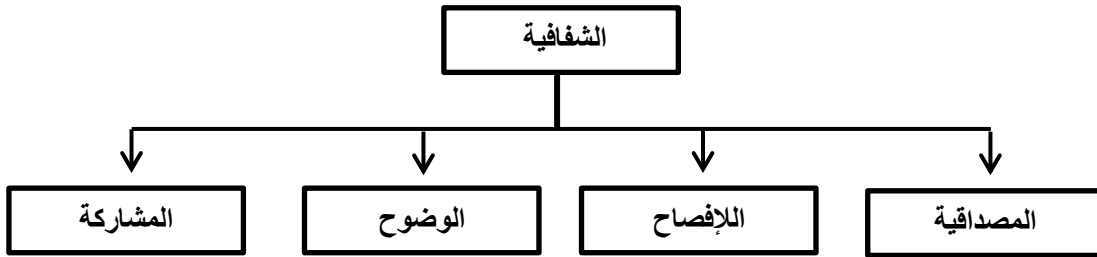 الشفافية
المصداقية
اللإفصاح
الوضوح
المشاركة